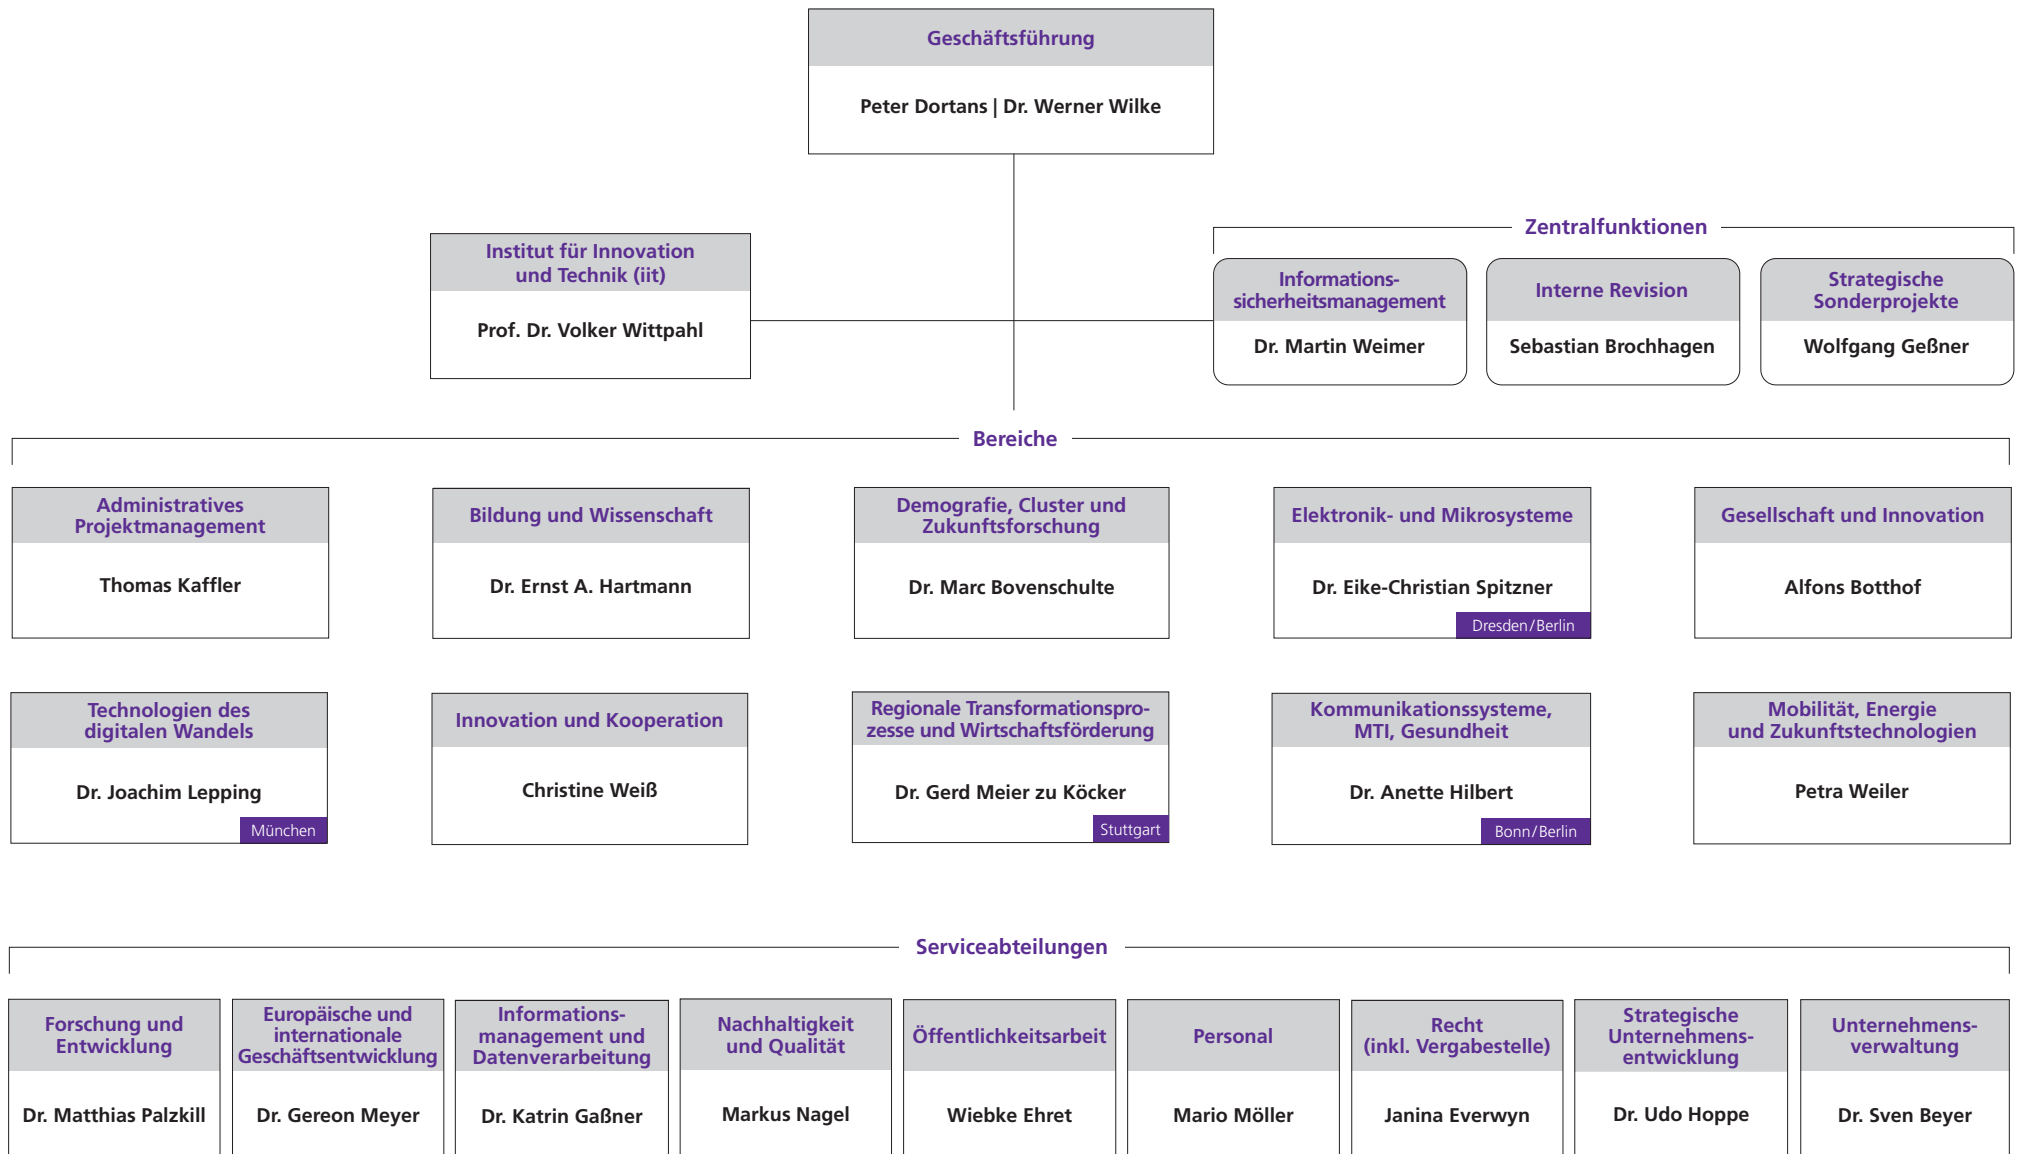 Geschäftsführung
Peter Dortans | Dr. Werner Wilke
Institut für Innovation
und Technik (iit)
Prof. Dr. Volker Wittpahl
Zentralfunktionen
Informations-
sicherheitsmanagement
Dr. Martin Weimer
Interne Revision
Sebastian Brochhagen
Strategische
Sonderprojekte
Wolfgang Geßner
Bereiche
Administratives
Projektmanagement
Thomas Kaffler
Bildung und Wissenschaft
Dr. Ernst A. Hartmann
Demografie, Cluster und
Zukunftsforschung
Dr. Marc Bovenschulte
Elektronik- und Mikrosysteme
Dr. Eike-Christian Spitzner
Dresden/Berlin
Gesellschaft und Innovation
Alfons Botthof
Technologien des
digitalen Wandels
Dr. Joachim Lepping
München
Innovation und Kooperation
Christine Weiß
Regionale Transformationspro-
zesse und Wirtschaftsförderung
Dr. Gerd Meier zu Köcker
Stuttgart
Kommunikationssysteme,
MTI, Gesundheit
Dr. Anette Hilbert
Bonn/Berlin
Mobilität, Energie
und Zukunftstechnologien
Petra Weiler
Serviceabteilungen
Forschung und
Entwicklung
Dr. Matthias Palzkill
Europäische und
internationale
Geschäftsentwicklung
Dr. Gereon Meyer
Informations-
management und
Datenverarbeitung
Dr. Katrin Gaßner
Nachhaltigkeit
und Qualität
Markus Nagel
Öffentlichkeitsarbeit
Wiebke Ehret
Personal
Mario Möller
Recht
(inkl. Vergabestelle)
Janina Everwyn
Strategische
Unternehmens-
entwicklung
Dr. Udo Hoppe
Unternehmens-
verwaltung
Dr. Sven Beyer